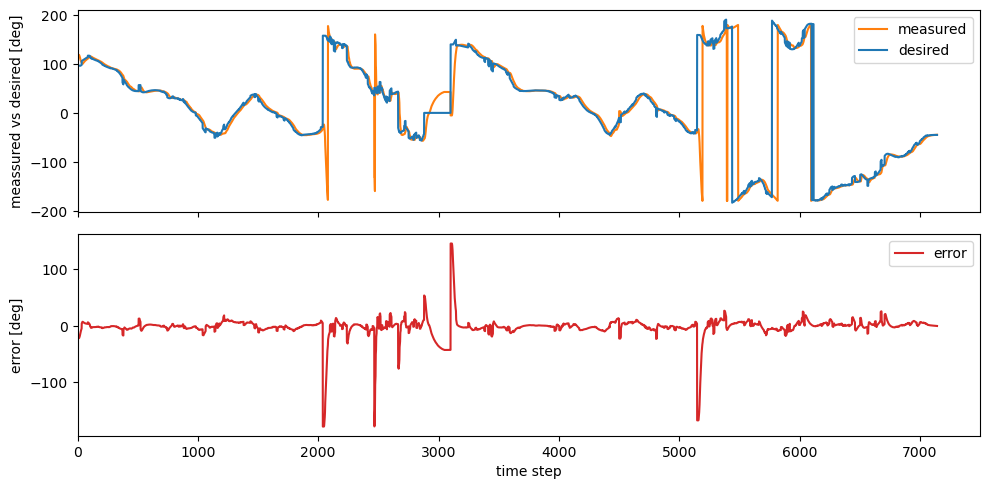 meassured vs desired [deg]
200
100
0
−100
−200
measured
desired
error [deg]
100
0
−100
error
0
1000
2000
3000
4000
5000
6000
7000
time step